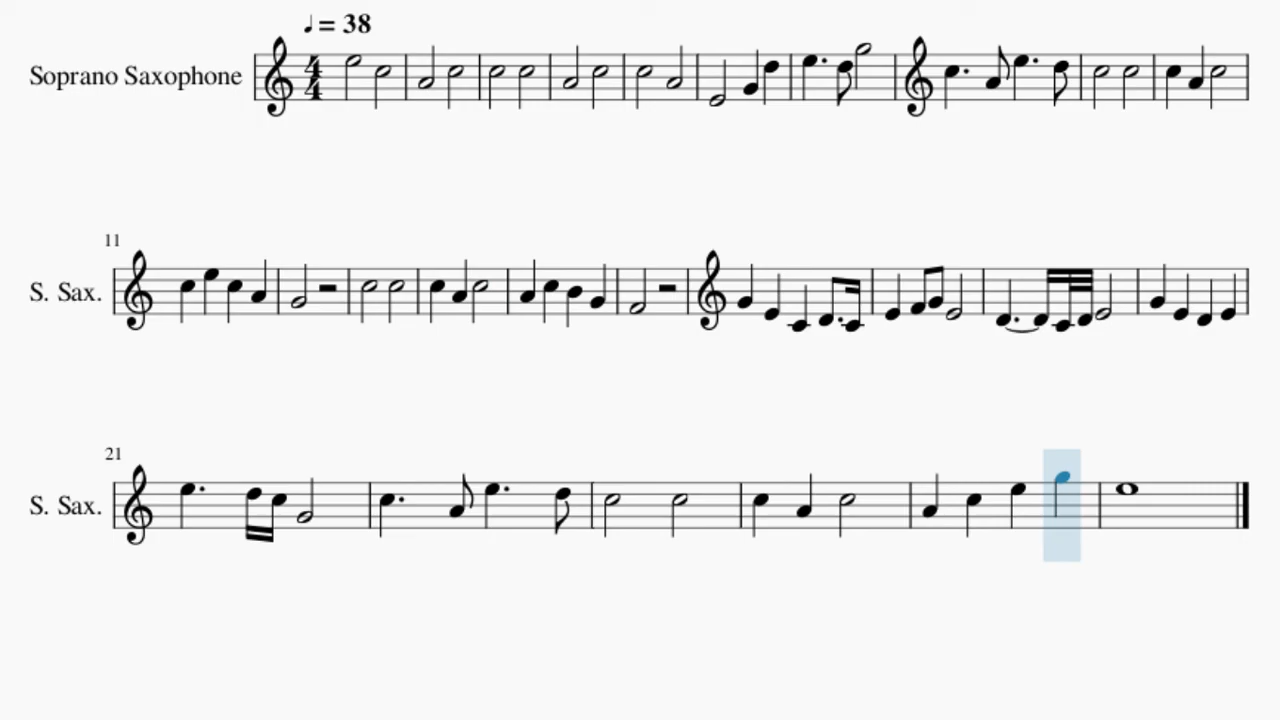 ♩ = 38
Soprano Saxophone
4
4
11
S. Sax.
21
S. Sax.